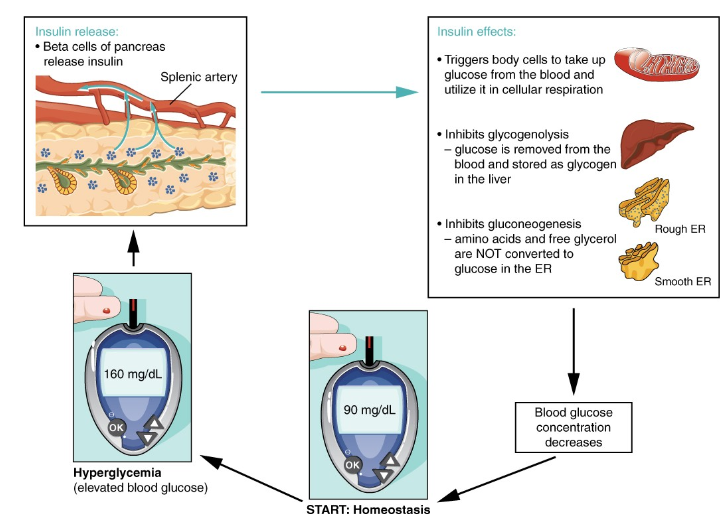 Insulin release:
• Beta cells of pancreas
release insulin
Splenic artery
Insulin effects:
• Triggers body cells to take up
glucose from the blood and
utilize it in cellular respiration
• Inhibits glycogenolysis
– glucose is removed from the
blood and stored as glycogen
in the liver
• Inhibits gluconeogenesis
– amino acids and free glycerol
are NOT converted to
glucose in the ER
Rough ER
Smooth ER
160 mg/dL
OK
Hyperglycemia
(elevated blood glucose)
90 mg/dL
OK
START: Homeostasis
Blood glucose
concentration
decreases